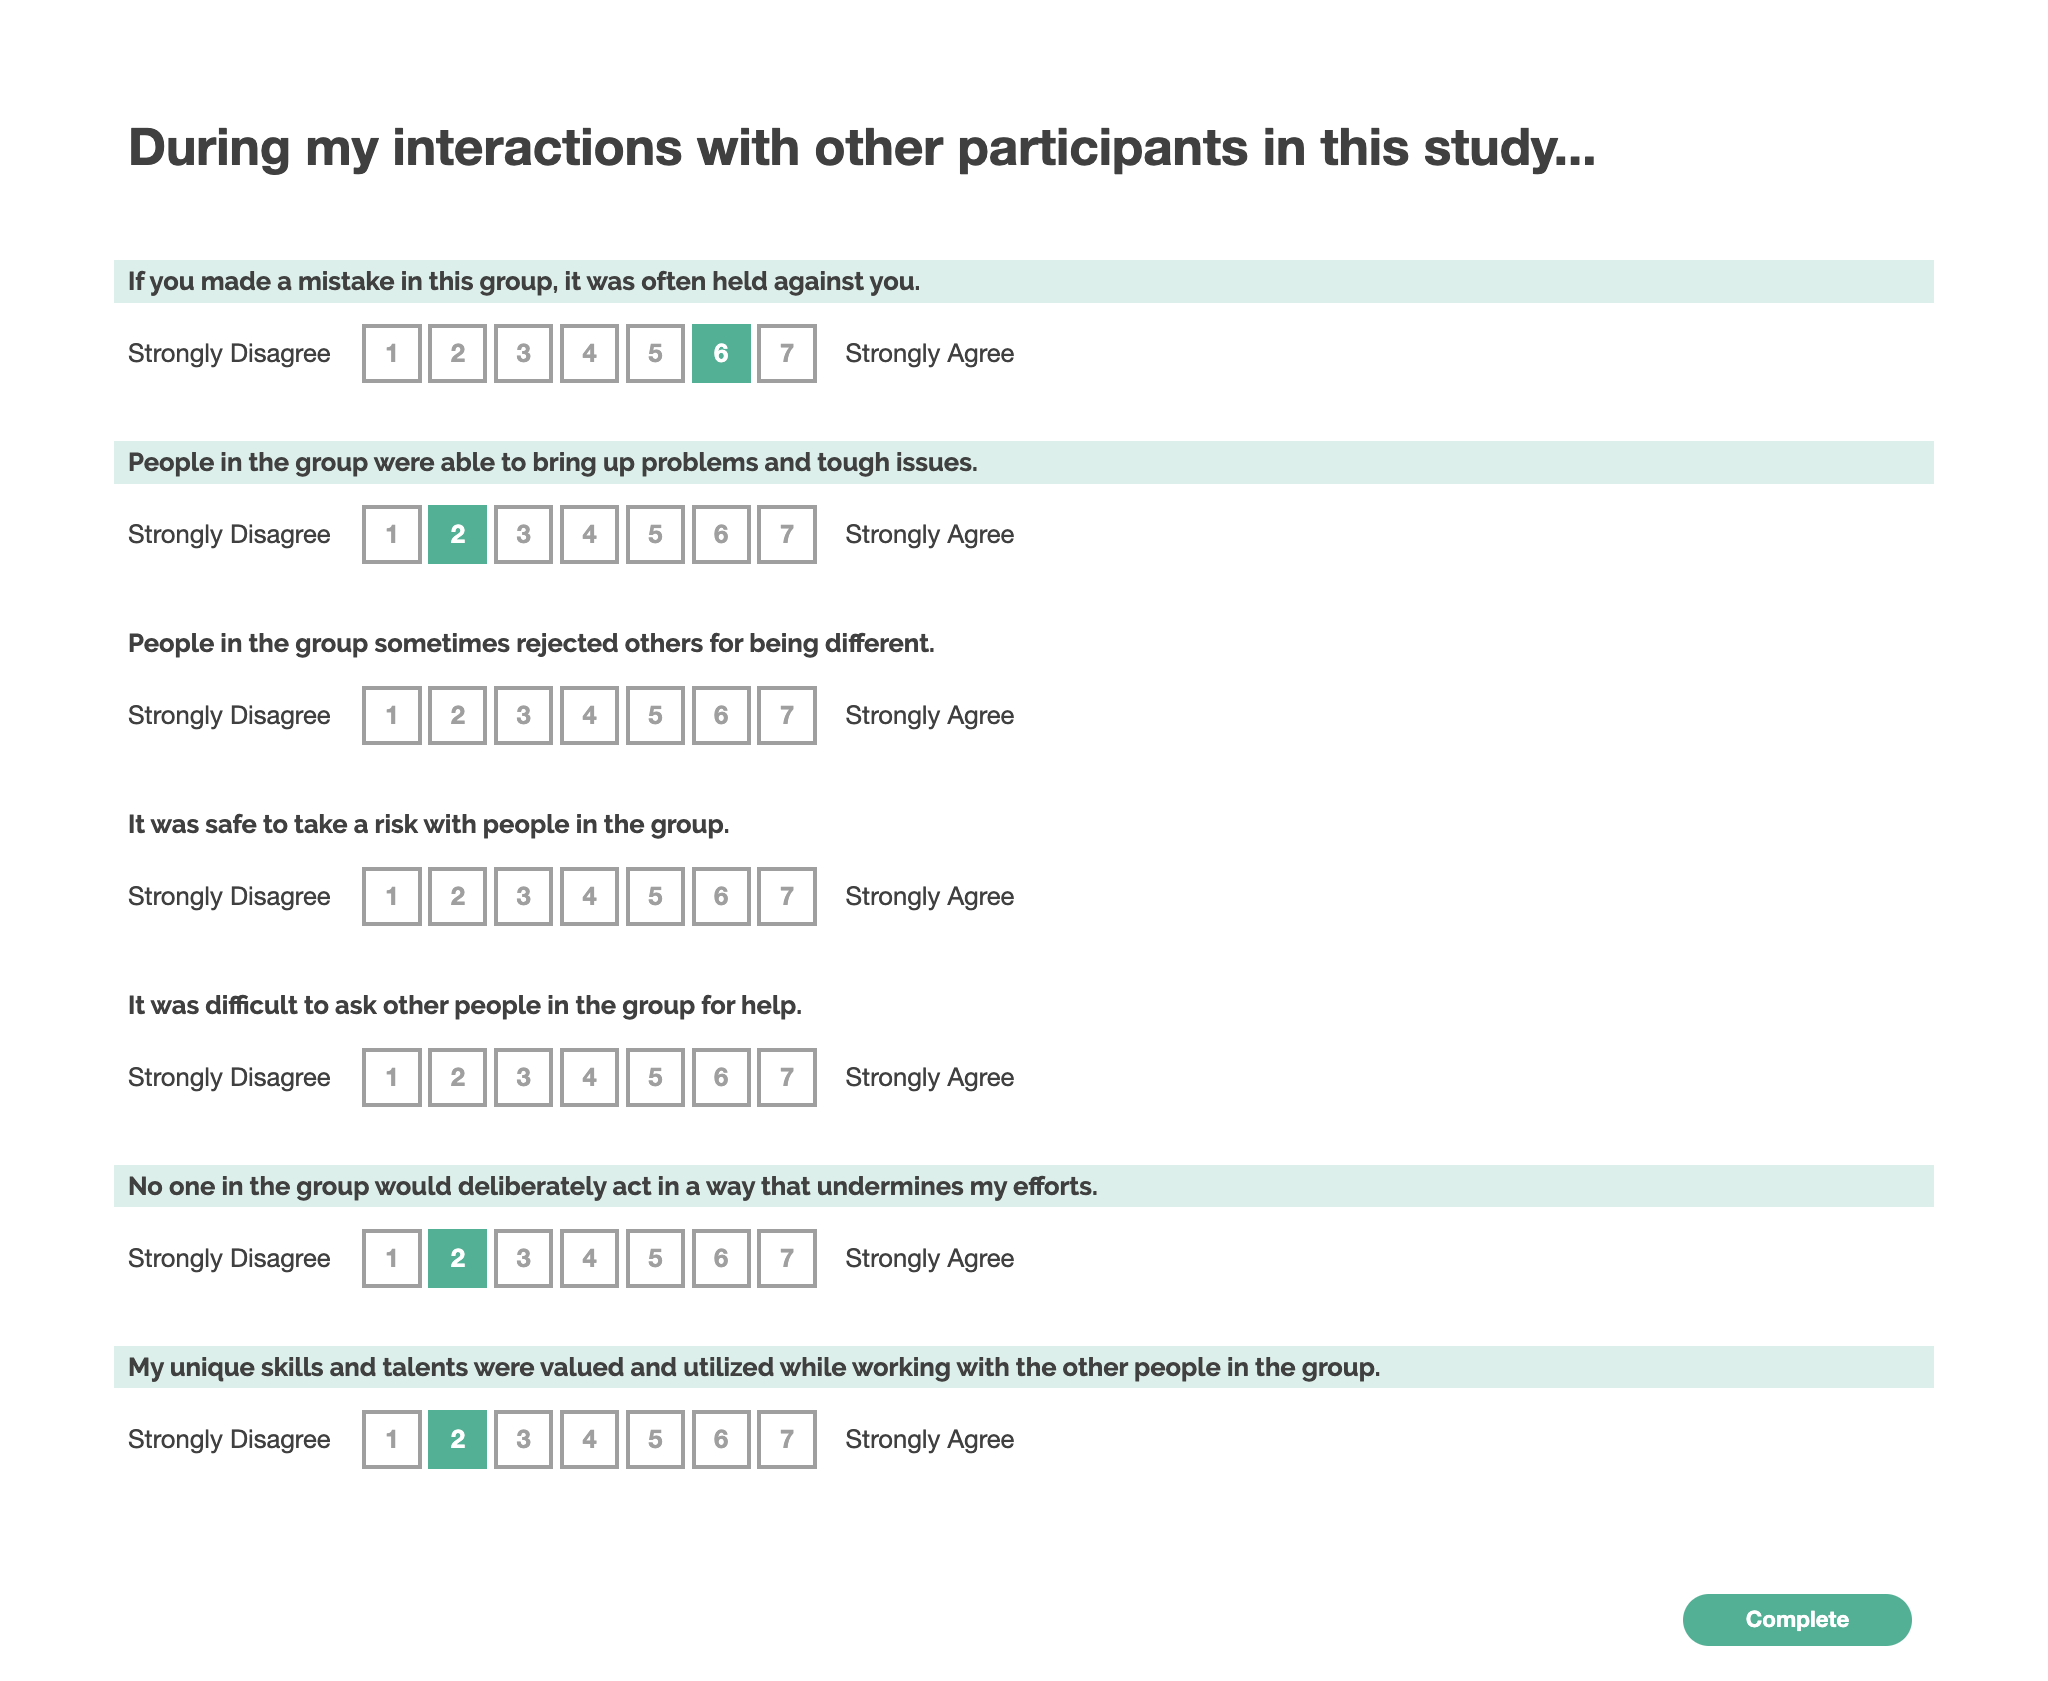 During my interactions with other participants in this study...
If you made a mistake in this group, it was often held against you.
Strongly Disagree 1 2 3 4 5 6 7 Strongly Agree
People in the group were able to bring up problems and tough issues.
Strongly Disagree 1 2 3 4 5 6 7 Strongly Agree
People in the group sometimes rejected others for being different.
Strongly Disagree 1 2 3 4 5 6 7 Strongly Agree
It was safe to take a risk with people in the group.
Strongly Disagree 1 2 3 4 5 6 7 Strongly Agree
It was difficult to ask other people in the group for help.
Strongly Disagree 1 2 3 4 5 6 7 Strongly Agree
No one in the group would deliberately act in a way that undermines my efforts.
Strongly Disagree 1 2 3 4 5 6 7 Strongly Agree
My unique skills and talents were valued and utilized while working with the other people in the group.
Strongly Disagree 1 2 3 4 5 6 7 Strongly Agree
Complete